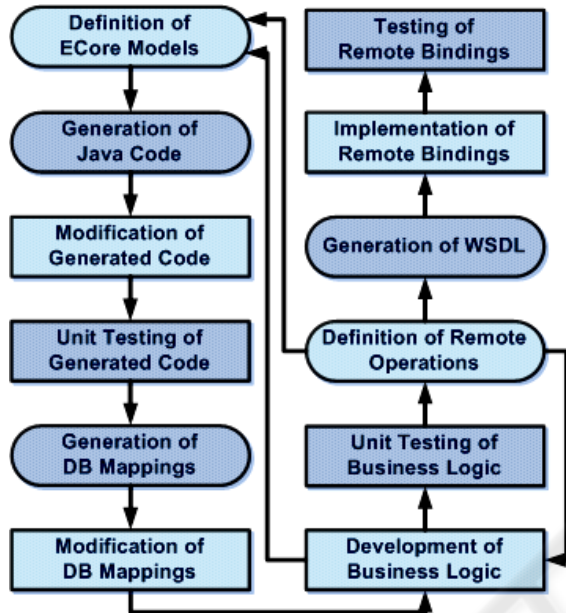 Definition of
ECore Models
Generation of
Java Code
Modification of
Generated Code
Unit Testing of
Generated Code
Generation of
DB Mappings
Modification of
DB Mappings
Testing of
Remote Bindings
Implementation of
Remote Bindings
Generation of WSDL
Definition of Remote
Operations
Unit Testing of
Business Logic
Development of
Business Logic